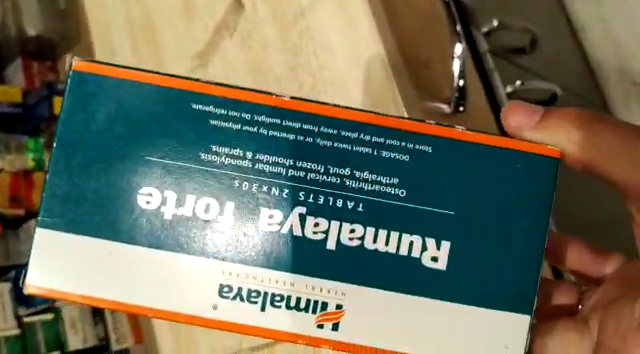 Himalaya®
HERBAL HEALTHCARE
Rumalaya forte
TABLETS 2Nx30s
Osteoarthritis, cervical and lumbar spondylosis
arthralgia, gout, frozen shoulder & sprains.
DOSAGE: 1 tablet twice daily, or as directed by your physician.
Store in a cool and dry place, away from direct sunlight. Do not refrigerate.